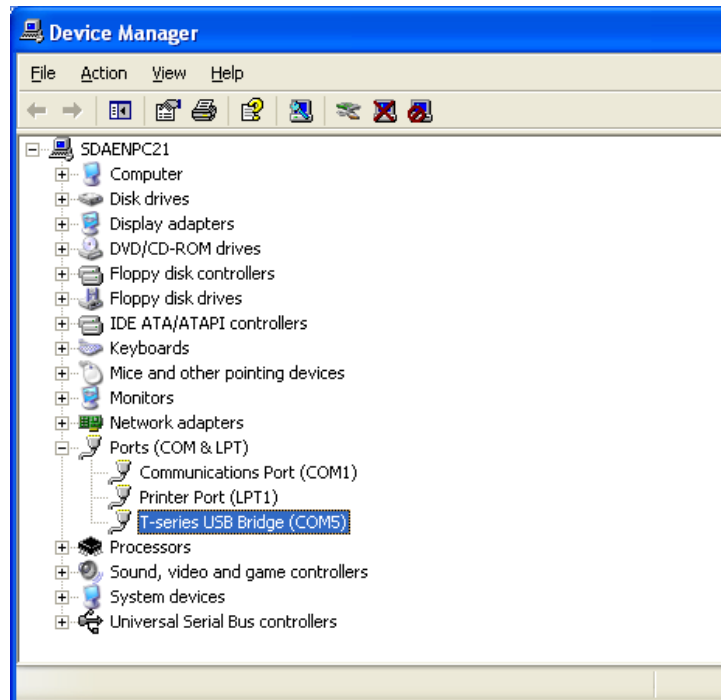 Device Manager
File Action View Help
SDAENPC21
Computer
Disk drives
Display adapters
DVD/CD-ROM drives
Floppy disk controllers
Floppy disk drives
IDE ATA/ATAPI controllers
Keyboards
Mice and other pointing devices
Monitors
Network adapters
Ports (COM & LPT)
Communications Port (COM1)
Printer Port (LPT1)
T-series USB Bridge (COM5)
Processors
Sound, video and game controllers
System devices
Universal Serial Bus controllers